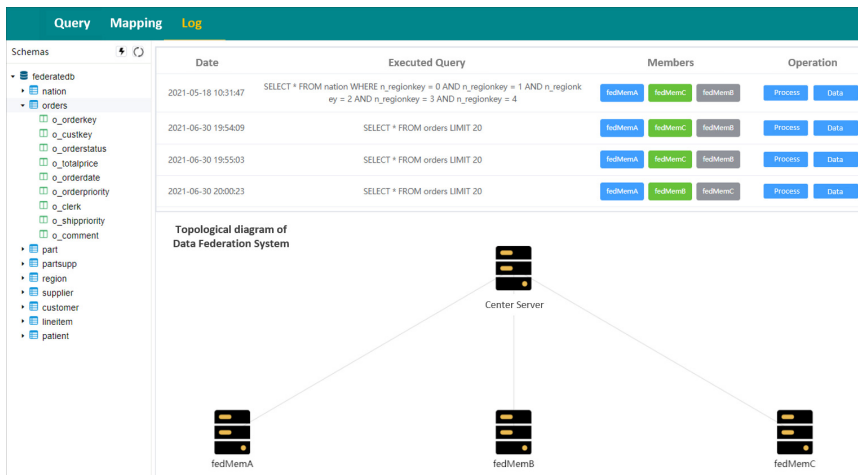 Query Mapping Log
Schemas
federatedb
nation
orders
o_orderkey
o_custkey
o_orderstatus
o_totalprice
o_orderdate
o_orderpriority
o_clerk
o_shippriority
o_comment
part
partsupp
region
supplier
customer
lineitem
patient
Date Executed Query Members Operation
2021-05-18 10:31:47 SELECT * FROM nation WHERE n_regionkey = 0 AND n_regionkey = 1 AND n_regionk
ey = 2 AND n_regionkey = 3 AND n_regionkey = 4 fedMemA fedMemC fedMemB Process Data
2021-06-30 19:54:09 SELECT * FROM orders LIMIT 20 fedMemA fedMemC fedMemB Process Data
2021-06-30 19:55:03 SELECT * FROM orders LIMIT 20 fedMemA fedMemC fedMemB Process Data
2021-06-30 20:00:23 SELECT * FROM orders LIMIT 20 fedMemA fedMemB fedMemC Process Data
Topological diagram of
Data Federation System
Center Server
fedMemA fedMemB fedMemC